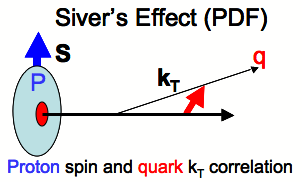 Siver's Effect (PDF)
S
P
q
kT
Proton spin and quark kT correlation